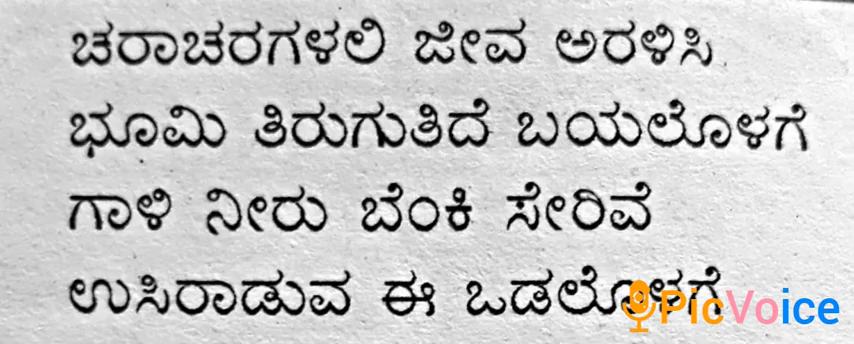 ಚರಾಚರಗಳಲಿ ಜೀವ ಅರಳಿಸಿ
ಭೂಮಿ ತಿರುಗುತಿದೆ ಬಯಲೊಳಗೆ
ಗಾಳಿ ನೀರು ಬೆಂಕಿ ಸೇರಿವೆ
ಉಸಿರಾಡುವ ಈ ಒಡಲೊಳಗೆ
PicVoice